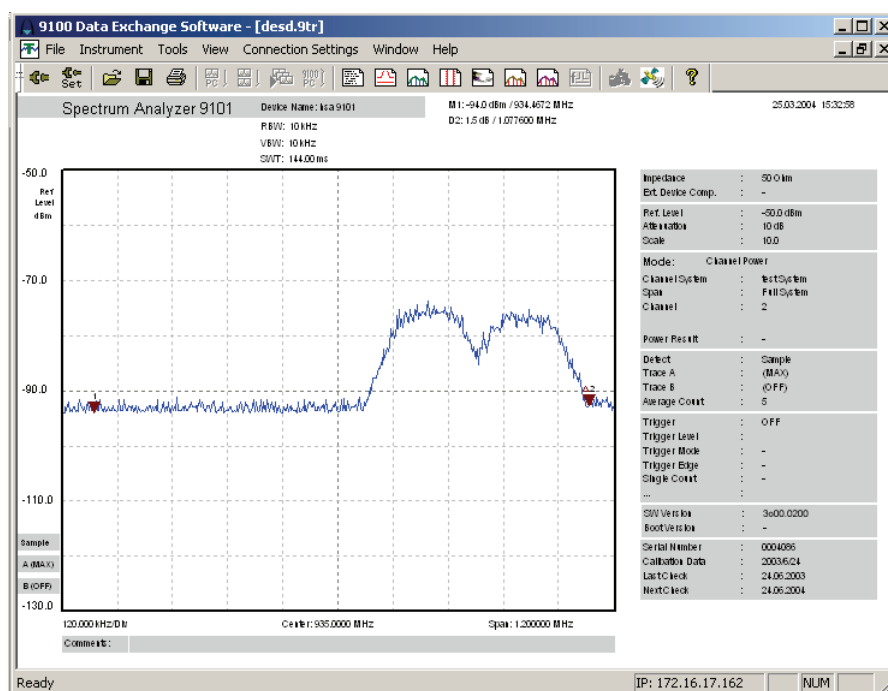 9100 Data Exchange Software - [desd.9tr]
File Instrument Tools View Connection Settings Window Help
Set PC PC 9100 PC
Spectrum Analyzer 9101
Device Name: lisa 9101
M1: -94.0 dBm / 934.4672 MHz
25.03.2004 15:32:58
RBW: 10 kHz
D2: 1.5 dB / 1.077600 MHz
VBW: 10 kHz
SWT: 144.00 ms
-50.0
Ref
Level
dBm
-70.0
-90.0
-110.0
-130.0
1
2
Sample
A (MAX)
B (OFF)
120.000 kHz/Div
Center: 935.0000 MHz
Span: 1.200000 MHz
Comments:
Impedance : 50 Ohm
Ext. Device Comp. : -
Ref. Level : -50.0 dBm
Attenuation : 10 dB
Scale : 10.0
Mode: Channel Power
Channel System : testSystem
Span : Full System
Channel : 2
Power Result : -
Detect : Sample
Trace A : (MAX)
Trace B : (OFF)
Average Count : 5
Trigger : OFF
Trigger Level :
Trigger Mode : -
Trigger Edge : -
Single Count : -
... :
SW Version : 3o00.0200
Boot Version : -
Serial Number : 0004086
Calibation Data : 2003/6/24
Last Check : 24.06.2003
Next Check : 24.06.2004
Ready
IP: 172.16.17.162
NUM